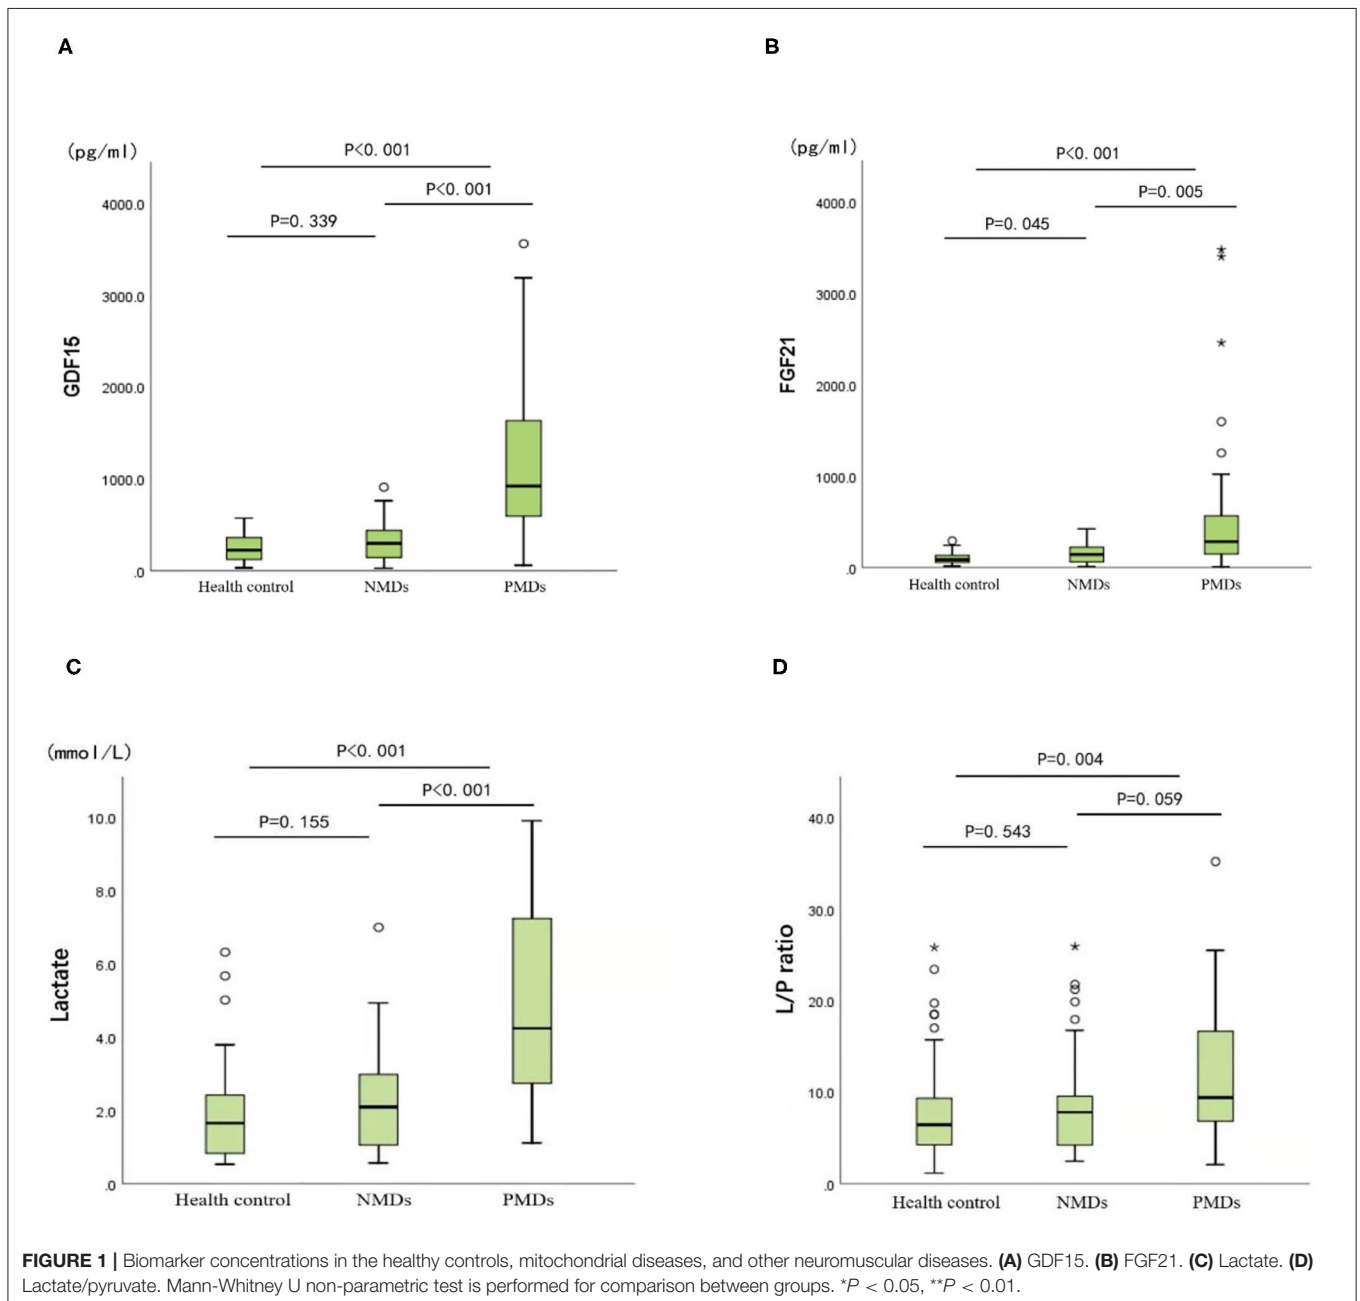 A
(pg/ml)
P<0.001
P<0.001
P=0.339
4000.0
3000.0
2000.0
1000.0
.0
GDF15
Health control NMDs PMDs
B
(pg/ml)
P<0.001
P=0.005
P=0.045
4000.0
3000.0
2000.0
1000.0
.0
FGF21
Health control NMDs PMDs
C
(mmol/L)
P<0.001
P<0.001
P=0.155
10.0
8.0
6.0
4.0
2.0
.0
Lactate
Health control NMDs PMDs
D
P=0.004
P=0.059
P=0.543
40.0
30.0
20.0
10.0
.0
L/P ratio
Health control NMDs PMDs
FIGURE 1 | Biomarker concentrations in the healthy controls, mitochondrial diseases, and other neuromuscular diseases. (A) GDF15. (B) FGF21. (C) Lactate. (D)
Lactate/pyruvate. Mann-Whitney U non-parametric test is performed for comparison between groups. *P < 0.05, **P < 0.01.